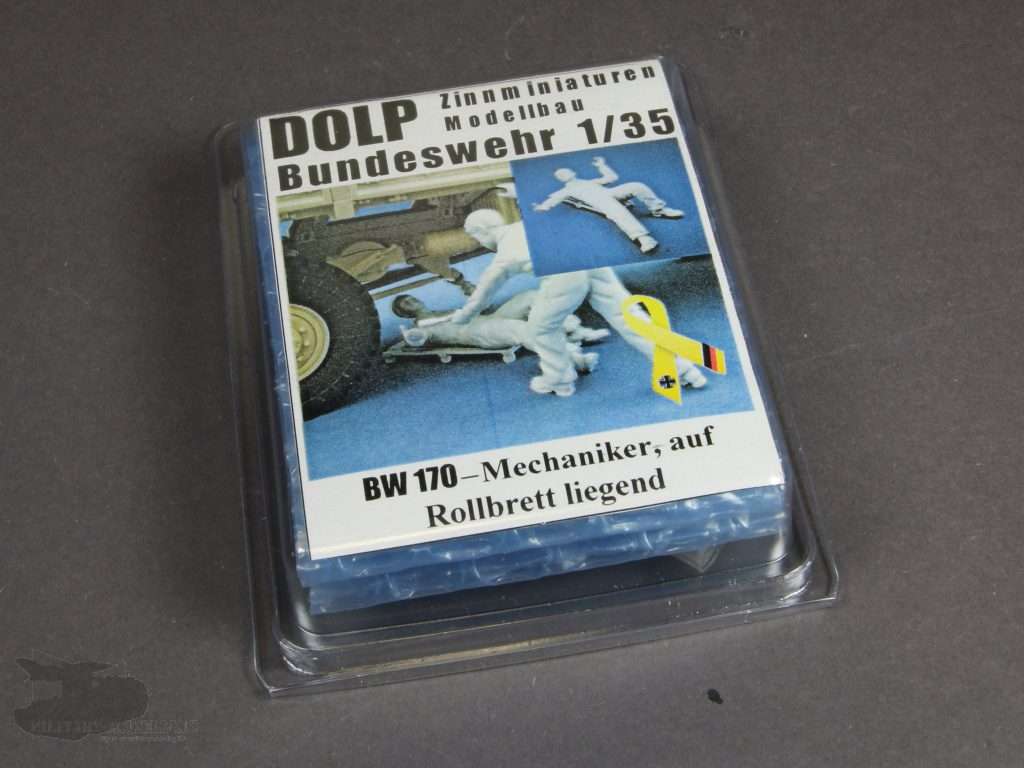 DOLP Zinnminiaturen
Modellbau
Bundeswehr 1/35
BW 170 – Mechaniker, auf
Rollbrett liegend